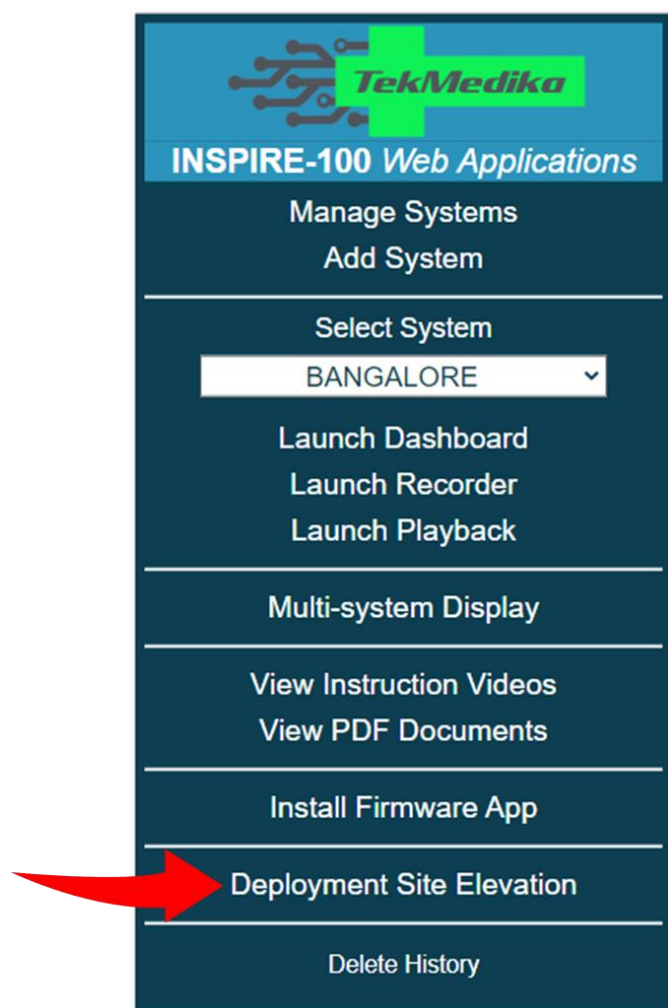 TekMedika
INSPIRE-100 Web Applications
Manage Systems
Add System
Select System
BANGALORE
Launch Dashboard
Launch Recorder
Launch Playback
Multi-system Display
View Instruction Videos
View PDF Documents
Install Firmware App
Deployment Site Elevation
Delete History